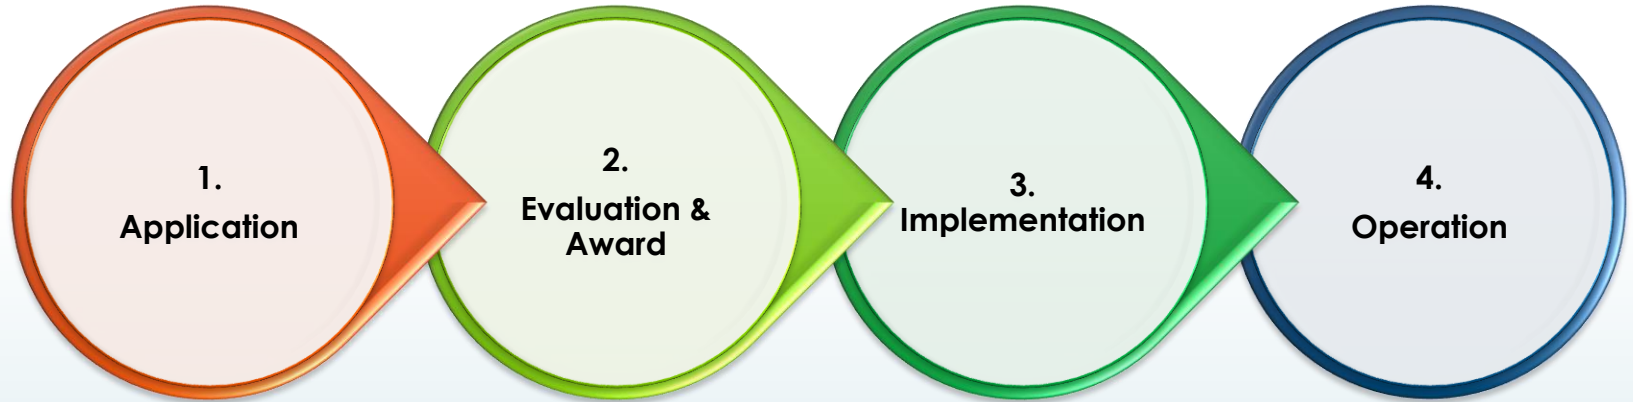 1.
Application
2.
Evaluation &
Award
3.
Implementation
4.
Operation